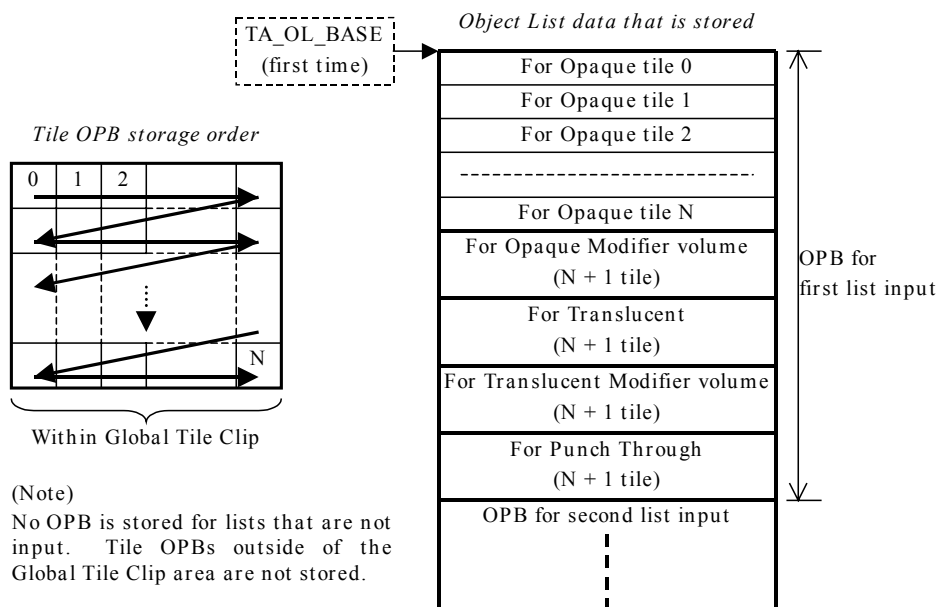 Object List data that is stored
TA_OL_BASE
(first time)
For Opaque tile 0
For Opaque tile 1
For Opaque tile 2
For Opaque tile N
For Opaque Modifier volume
(N + 1 tile)
For Translucent
(N + 1 tile)
For Translucent Modifier volume
(N + 1 tile)
For Punch Through
(N + 1 tile)
OPB for second list input
OPB for
first list input
Tile OPB storage order
0 1 2
N
Within Global Tile Clip
(Note)
No OPB is stored for lists that are not
input. Tile OPBs outside of the
Global Tile Clip area are not stored.